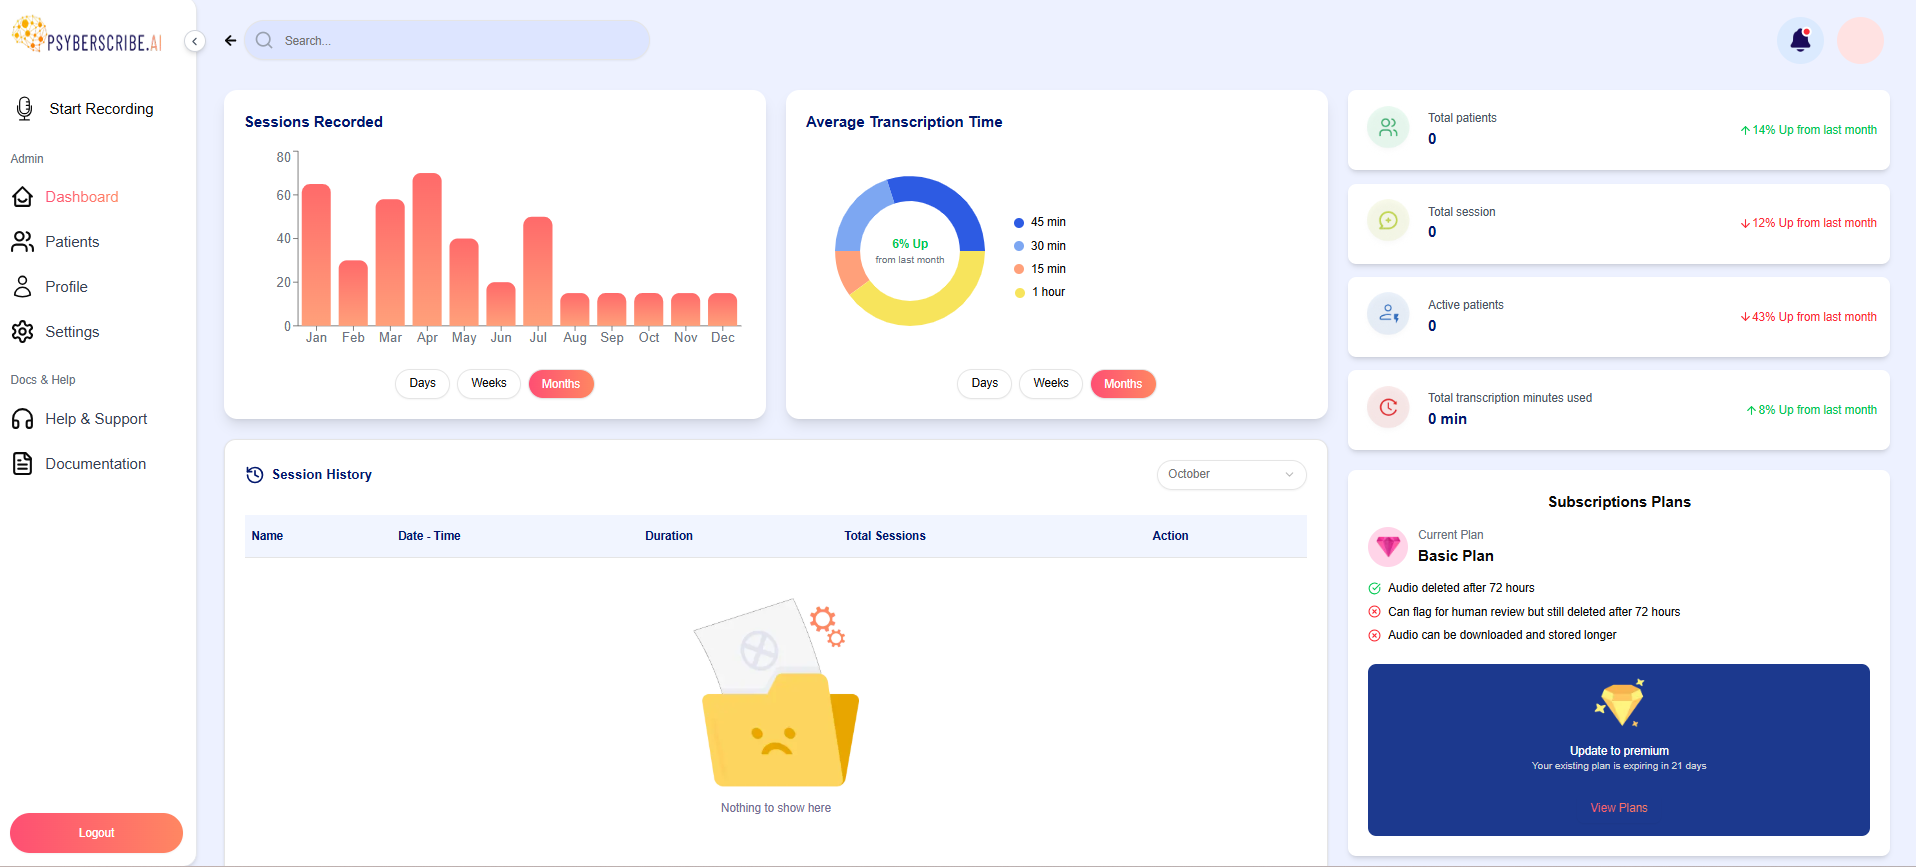 PSYBERSCRIBE.AI
Search...
Start Recording
Admin
Dashboard
Patients
Profile
Settings
Docs & Help
Help & Support
Documentation
Logout
Sessions Recorded
80
60
40
20
0
Jan Feb Mar Apr May Jun Jul Aug Sep Oct Nov Dec
Days Weeks Months
Average Transcription Time
6% Up
from last month
45 min
30 min
15 min
1 hour
Days Weeks Months
Total patients
0
14% Up from last month
Total session
0
12% Up from last month
Active patients
0
43% Up from last month
Total transcription minutes used
0 min
8% Up from last month
Session History
October
Name Date - Time Duration Total Sessions Action
Nothing to show here
Subscriptions Plans
Current Plan
Basic Plan
Audio deleted after 72 hours
Can flag for human review but still deleted after 72 hours
Audio can be downloaded and stored longer
Update to premium
Your existing plan is expiring in 21 days
View Plans